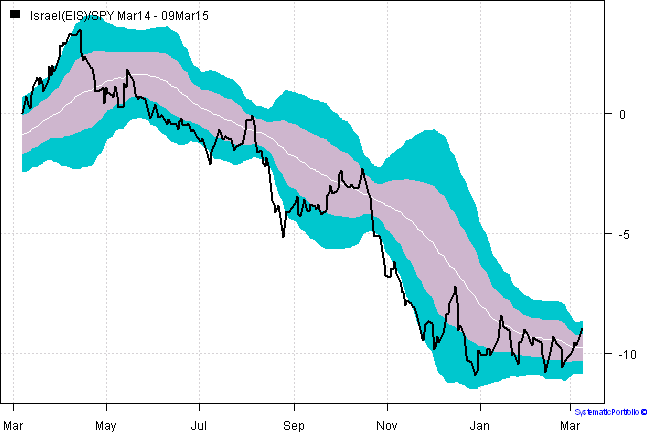 Israel(EIS)/SPY Mar14 - 09Mar15
0
-5
-10
Mar May Jul Sep Nov Jan Mar
SystematicPortfolio ©